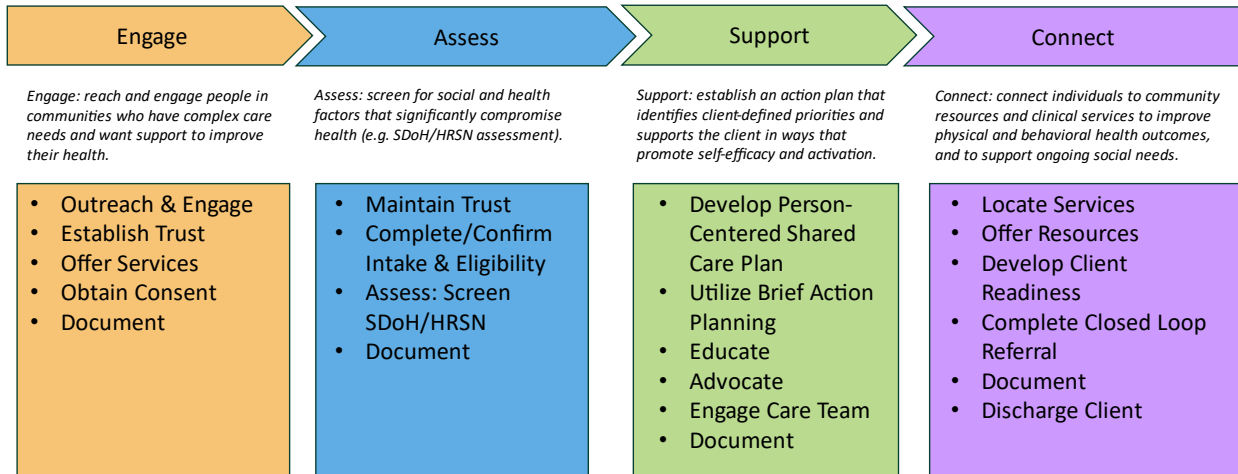 Engage
Assess
Support
Connect
Engage: reach and engage people in
communities who have complex care
needs and want support to improve
their health.
Assess: screen for social and health
factors that significantly compromise
health (e.g. SDoH/HRSN assessment).
Support: establish an action plan that
identifies client-defined priorities and
supports the client in ways that
promote self-efficacy and activation.
Connect: connect individuals to community
resources and clinical services to improve
physical and behavioral health outcomes,
and to support ongoing social needs.
• Outreach & Engage
• Establish Trust
• Offer Services
• Obtain Consent
• Document
• Maintain Trust
• Complete/Confirm
Intake & Eligibility
• Assess: Screen
SDoH/HRSN
• Document
• Develop Person-
Centered Shared
Care Plan
• Utilize Brief Action
Planning
• Educate
• Advocate
• Engage Care Team
• Document
• Locate Services
• Offer Resources
• Develop Client
Readiness
• Complete Closed Loop
Referral
• Document
• Discharge Client